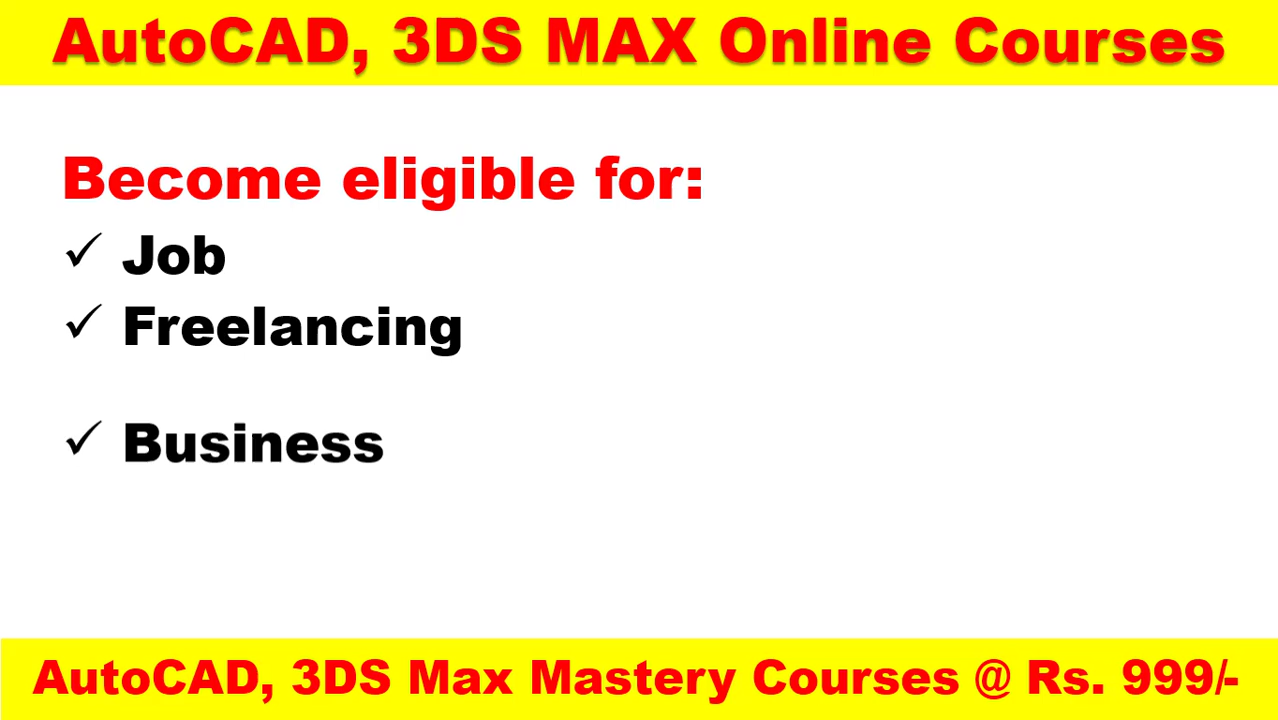 AutoCAD, 3DS MAX Online Courses
Become eligible for:
✓ Job
✓ Freelancing
✓ Business
AutoCAD, 3DS Max Mastery Courses @ Rs. 999/-